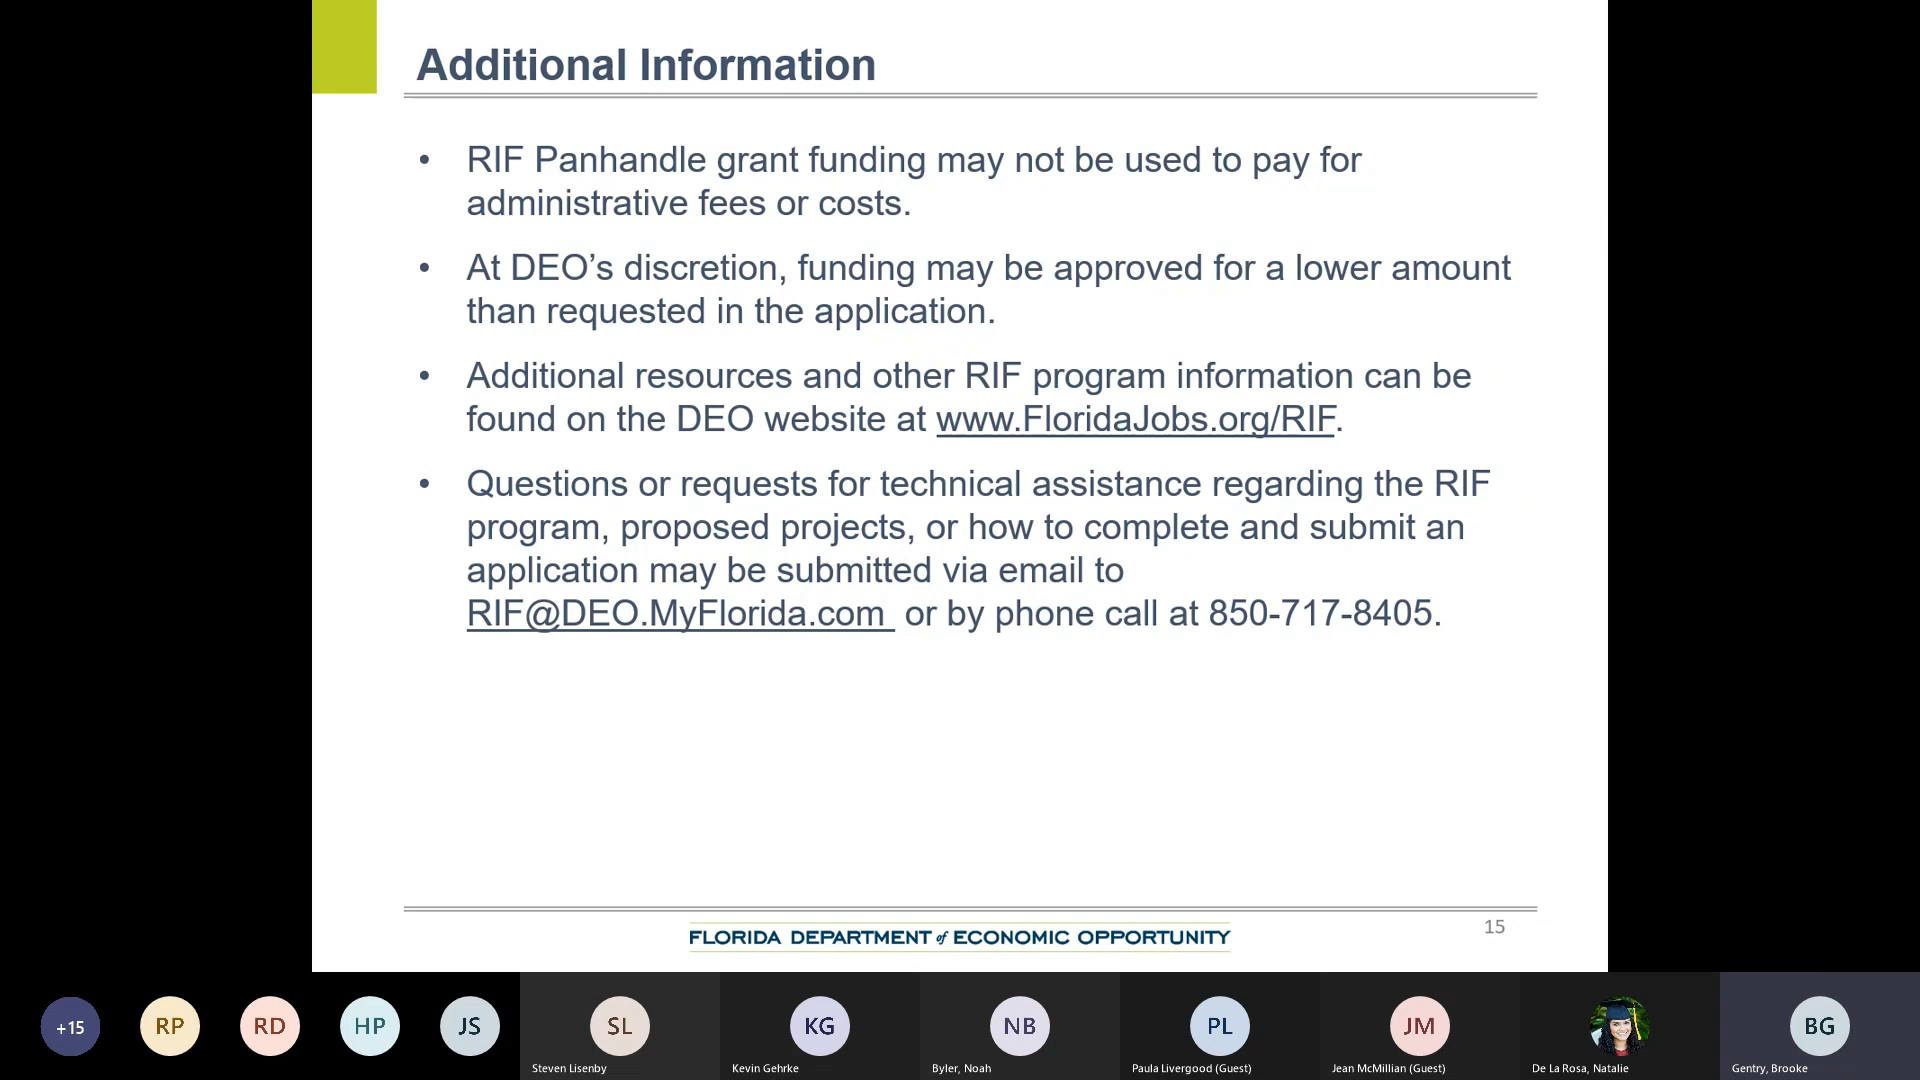 Additional Information
• RIF Panhandle grant funding may not be used to pay for
administrative fees or costs.
• At DEO’s discretion, funding may be approved for a lower amount
than requested in the application.
• Additional resources and other RIF program information can be
found on the DEO website at www.FloridaJobs.org/RIF.
• Questions or requests for technical assistance regarding the RIF
program, proposed projects, or how to complete and submit an
application may be submitted via email to
RIF@DEO.MyFlorida.com or by phone call at 850-717-8405.
15
FLORIDA DEPARTMENT of ECONOMIC OPPORTUNITY
+15 RP RD HP JS SL KG NB PL JM BG
Steven Lisenby Kevin Gehrke Byler, Noah Paula Livergood (Guest) Jean McMillian (Guest) De La Rosa, Natalie Gentry, Brooke